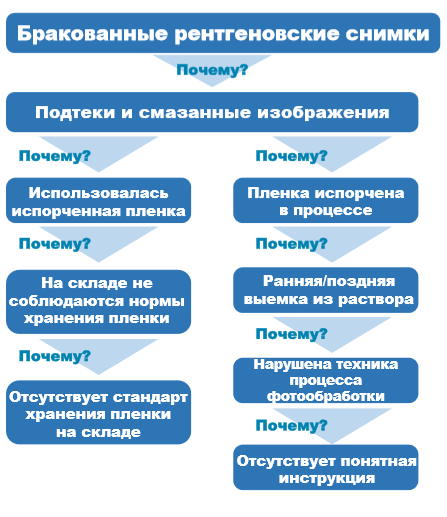 Бракованные рентгеновские снимки
Почему?
Подтеки и смазанные изображения
Почему?
Использовалась
испорченная пленка
Почему?
На складе не
соблюдаются нормы
хранения пленки
Почему?
Отсутствует стандарт
хранения пленки
на складе
Почему?
Пленка испорчена
в процессе
Почему?
Ранняя/поздняя
выемка из раствора
Почему?
Нарушена техника
процесса
фотообработки
Почему?
Отсутствует понятная
инструкция